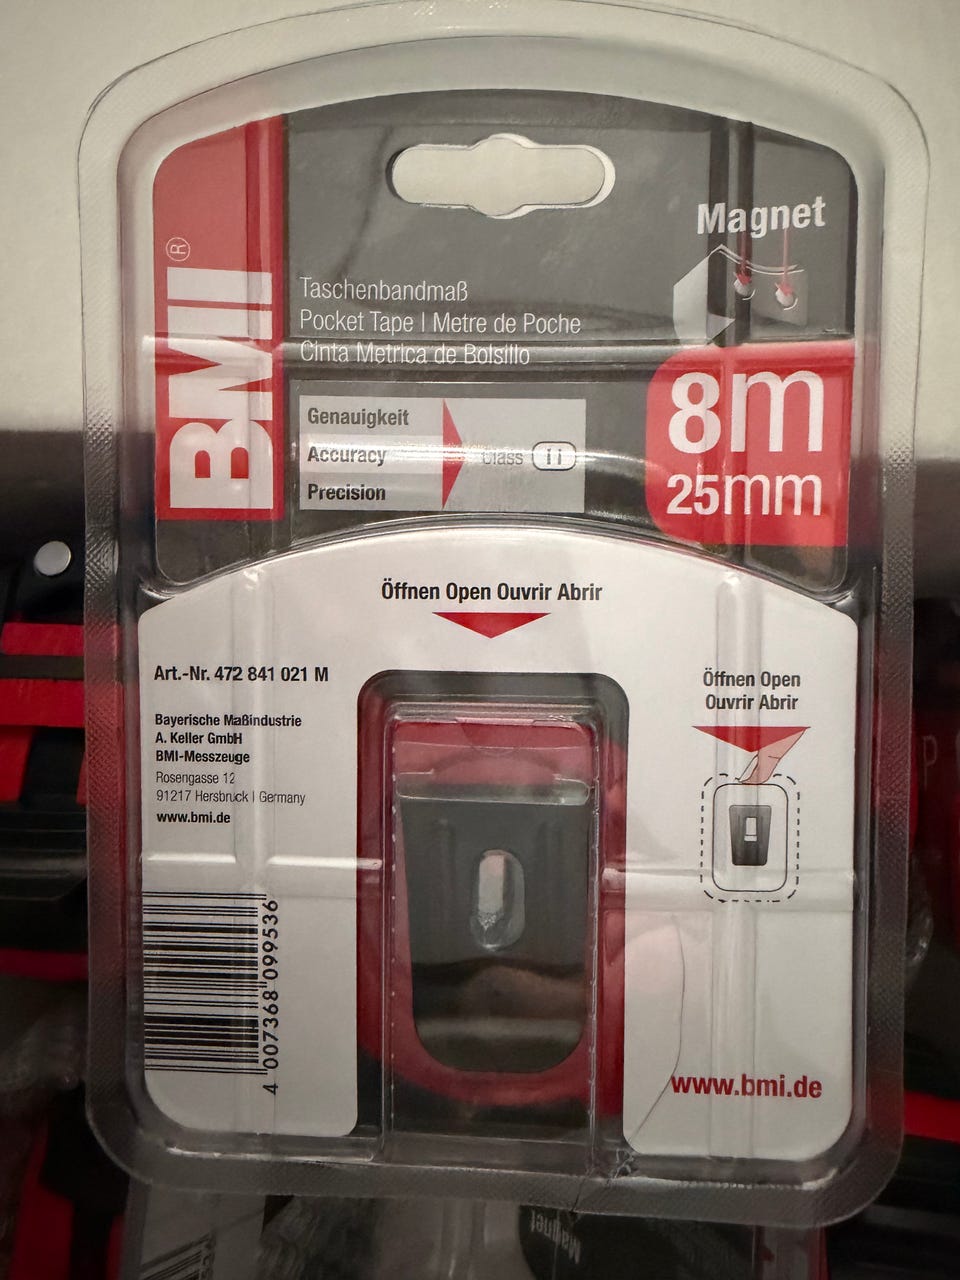 BMI®
Magnet
Taschenbandmaß
Pocket Tape | Metre de Poche
Cinta Metrica de Bolsillo
Genauigkeit
Accuracy
Precision
Class II
8m
25mm
Öffnen Open Ouvrir Abrir
Art.-Nr. 472 841 021 M
Bayerische Maßindustrie
A. Keller GmbH
BMI-Messzeuge
Rosengasse 12
91217 Hersbruck | Germany
www.bmi.de
4 007368 099536
Öffnen Open
Ouvrir Abrir
www.bmi.de
Magnet